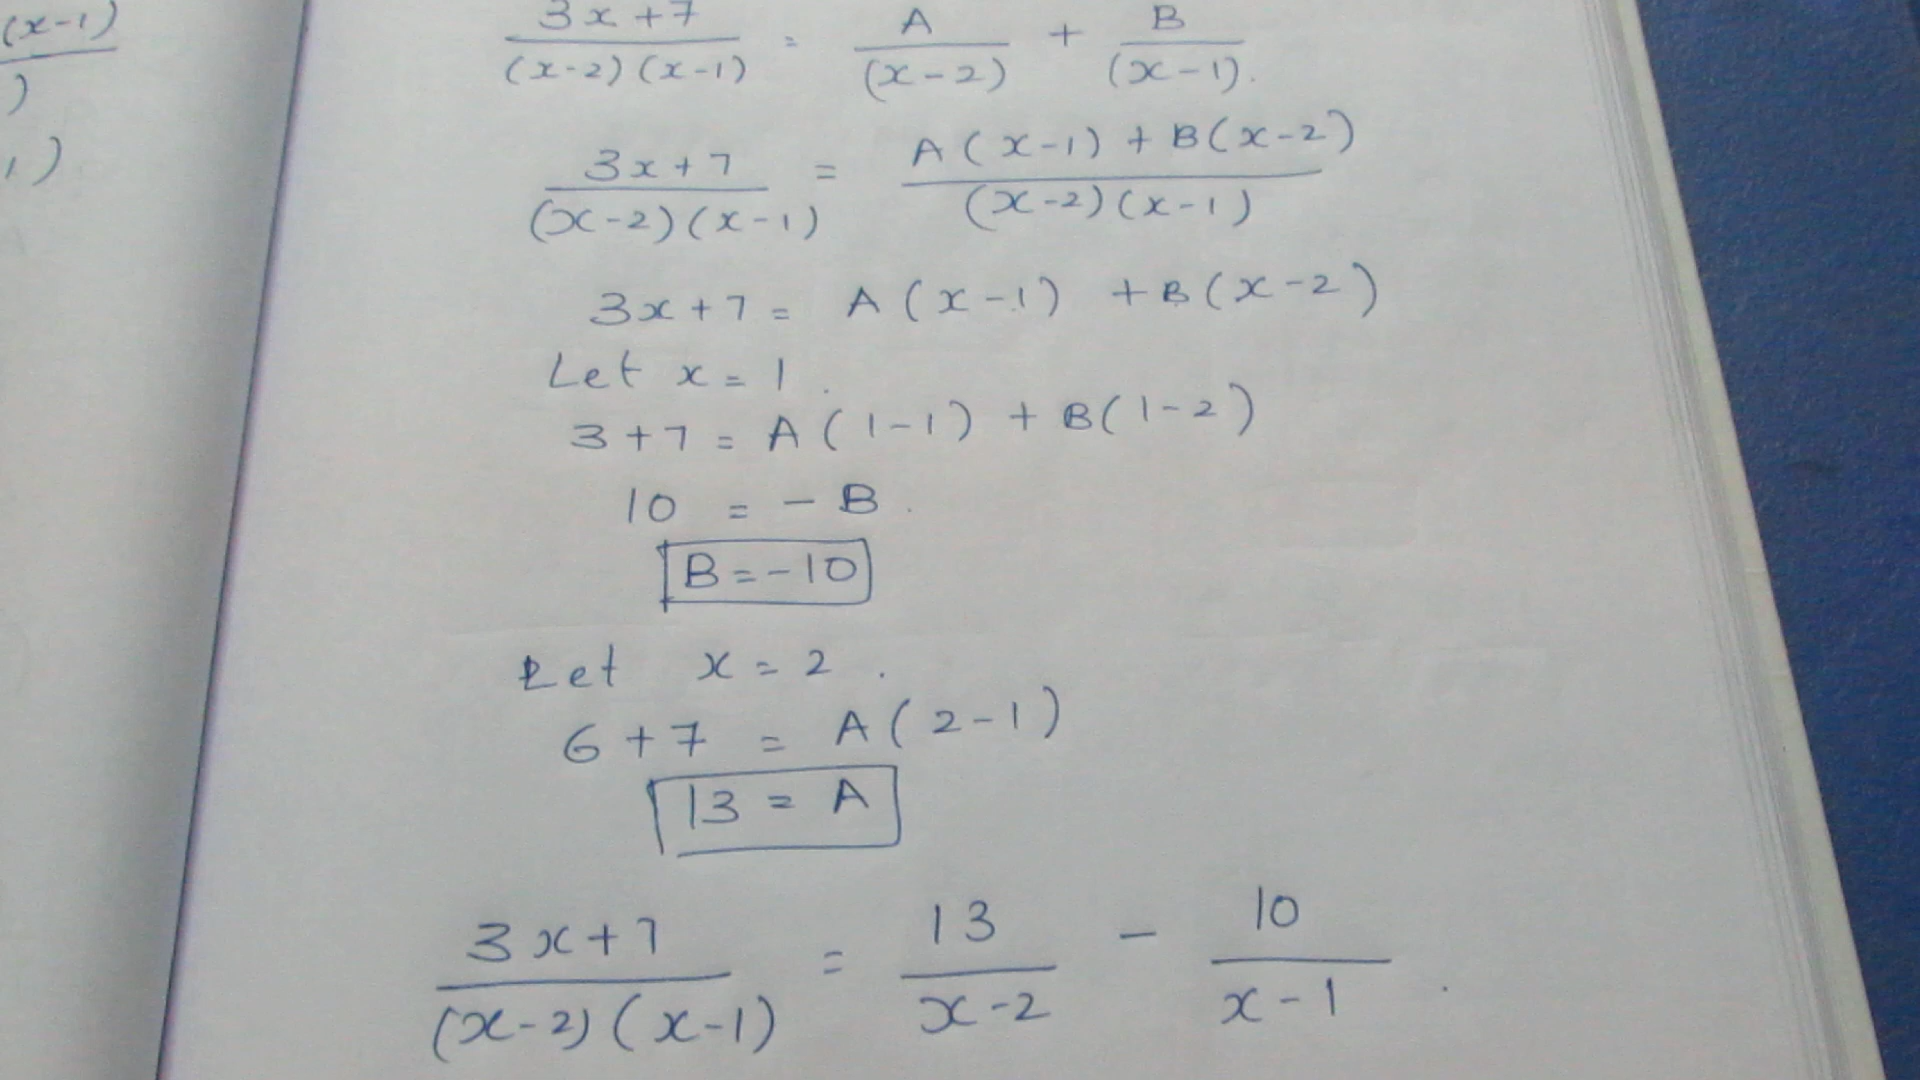 (x-1)
)
1)
3x+7 / (x-2)(x-1) = A / (x-2) + B / (x-1).
3x+7 / (x-2)(x-1) = A(x-1) + B(x-2) / (x-2)(x-1)
3x+7 = A(x-1) +B(x-2)
Let x=1.
3+7 = A(1-1) + B(1-2)
10 = -B.
B=-10
Let x=2.
6+7 = A(2-1)
13 = A
3x+7 / (x-2)(x-1) = 13 / x-2 - 10 / x-1.